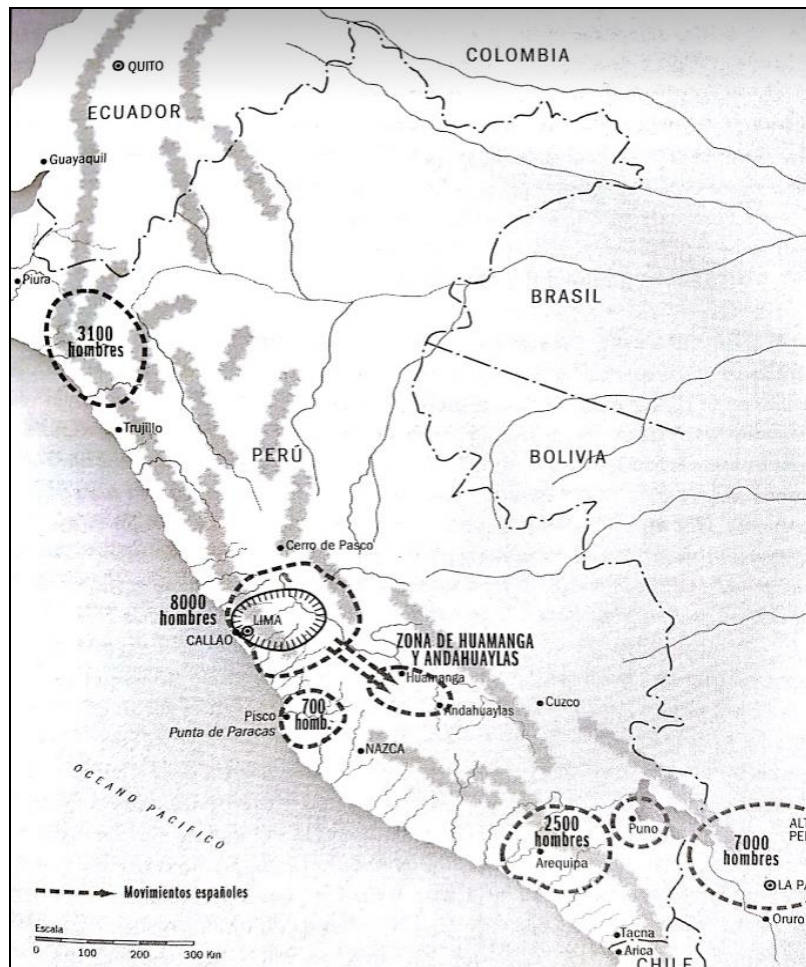 COLOMBIA
QUITO
ECUADOR
Guayaquil
Piura
BRASIL
3100
hombres
Trujillo
PERÚ
BOLIVIA
Cerro de Pasco
8000
hombres
LIMA
CALLAO
ZONA DE HUAMANGA
Y ANDAHUAYLAS
Huamanga
700
homb.
Pisco
Punta de Paracas
Andahuaylas
Cuzco
NAZCA
OCEANO PACIFICO
2500
hombres
Arequipa
Puno
ALT
PE
7000
hombres
LA PA
Oruro
Movimientos españoles
Escala
0 100 200 300 Km
Tacna
Arica
CHILE